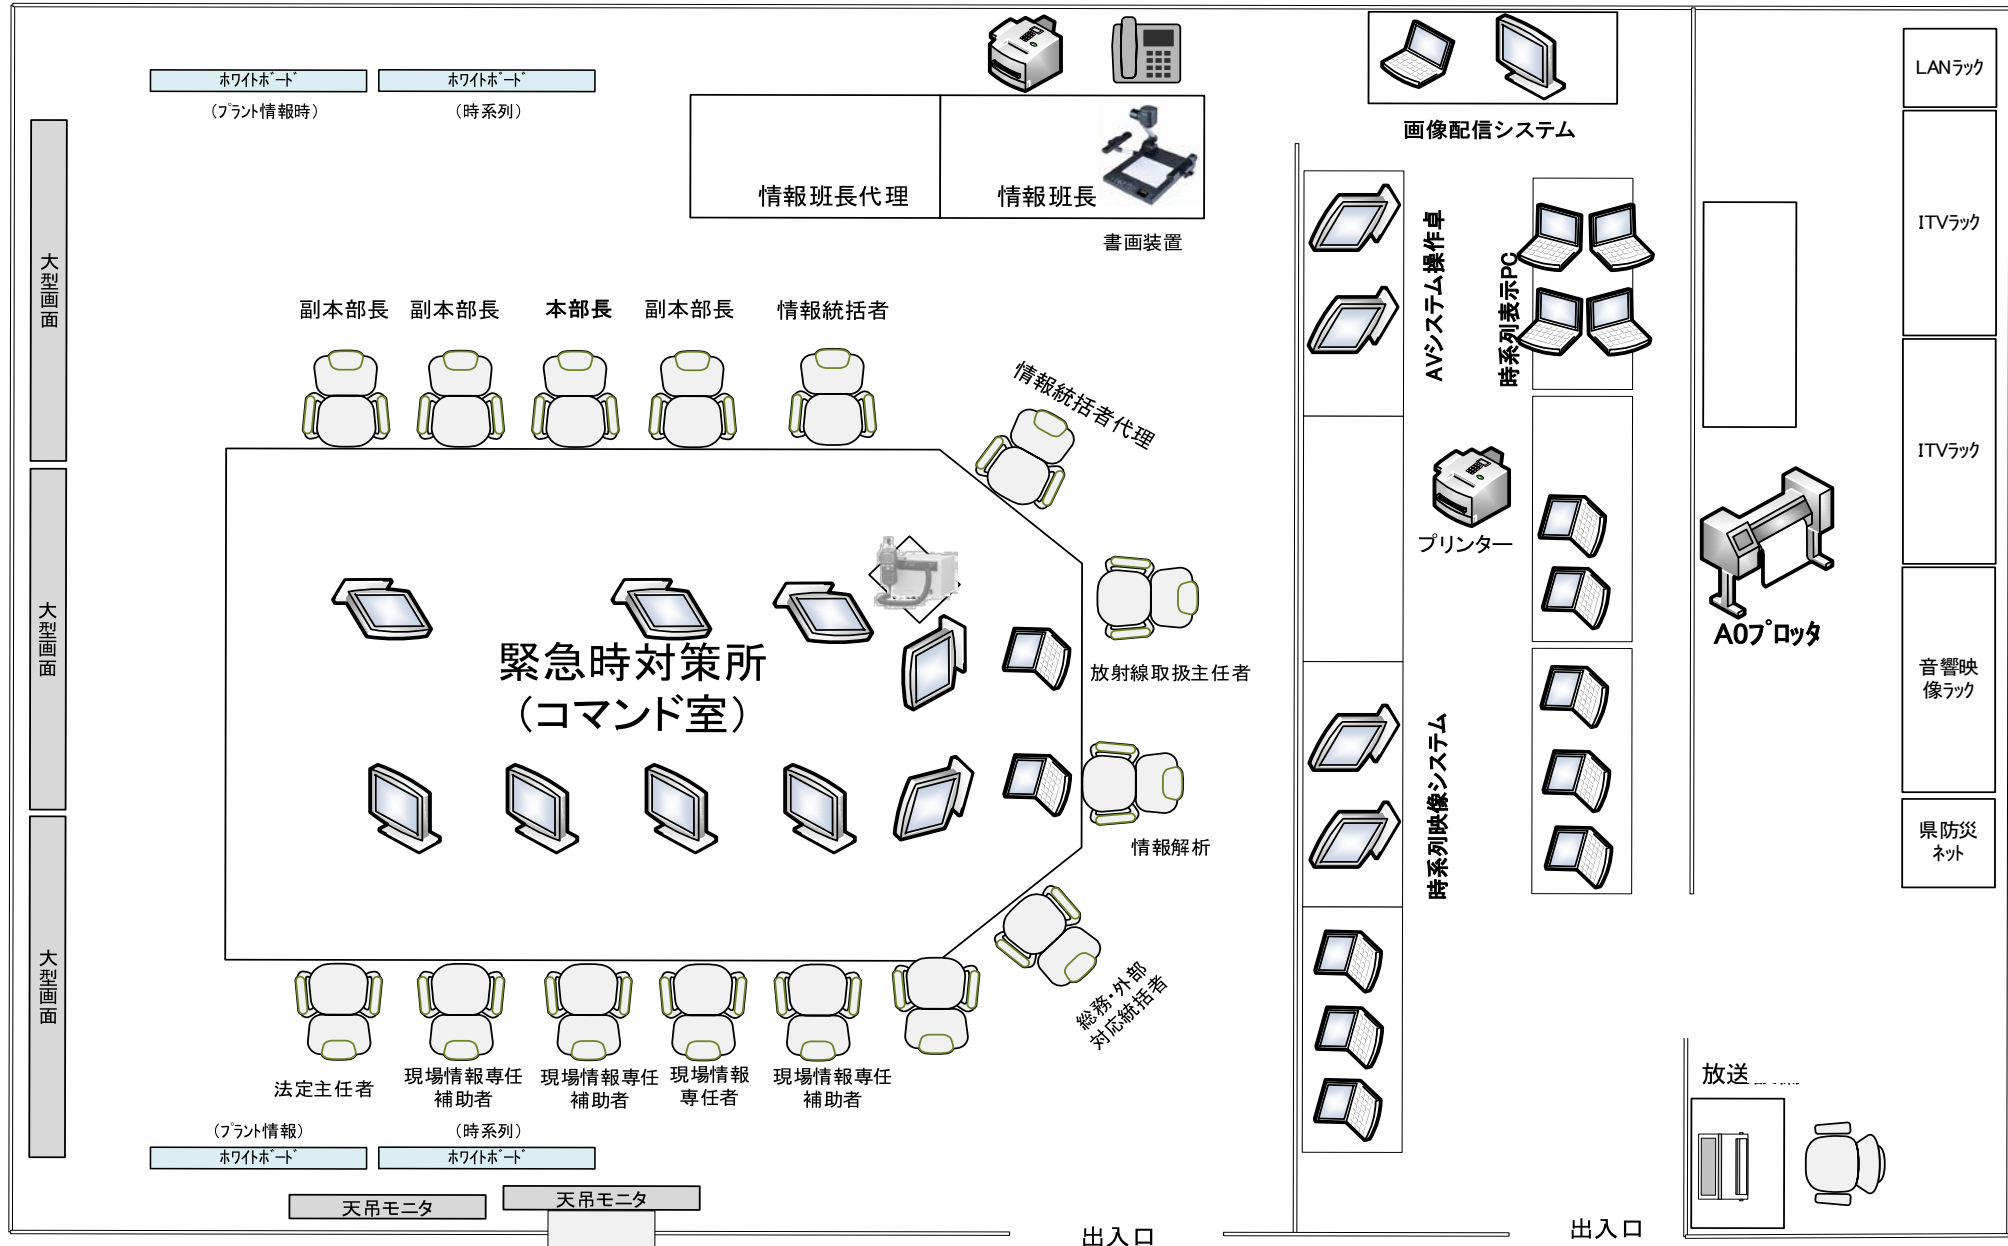 ホワイトボード
ホワイトボード
(プラント情報時)
(時系列)
情報班長代理
情報班長
書画装置
画像配信システム
LANラック
ITVラック
ITVラック
音響映
像ラック
県防災
ネット
大型画面
大型画面
大型画面
副本部長
副本部長
本部長
副本部長
情報統括者
情報統括者代理
AVシステム操作卓
時系列表示PC
プリンター
A0プロッタ
緊急時対策所
(コマンド室)
放射線取扱主任者
情報解析
時系列映像システム
総務・外部
対応統括者
法定主任者
現場情報専任
補助者
現場情報専任
補助者
現場情報
専任者
現場情報専任
補助者
(プラント情報)
(時系列)
ホワイトボード
ホワイトボード
天吊モニタ
天吊モニタ
放送
出入口
出入口